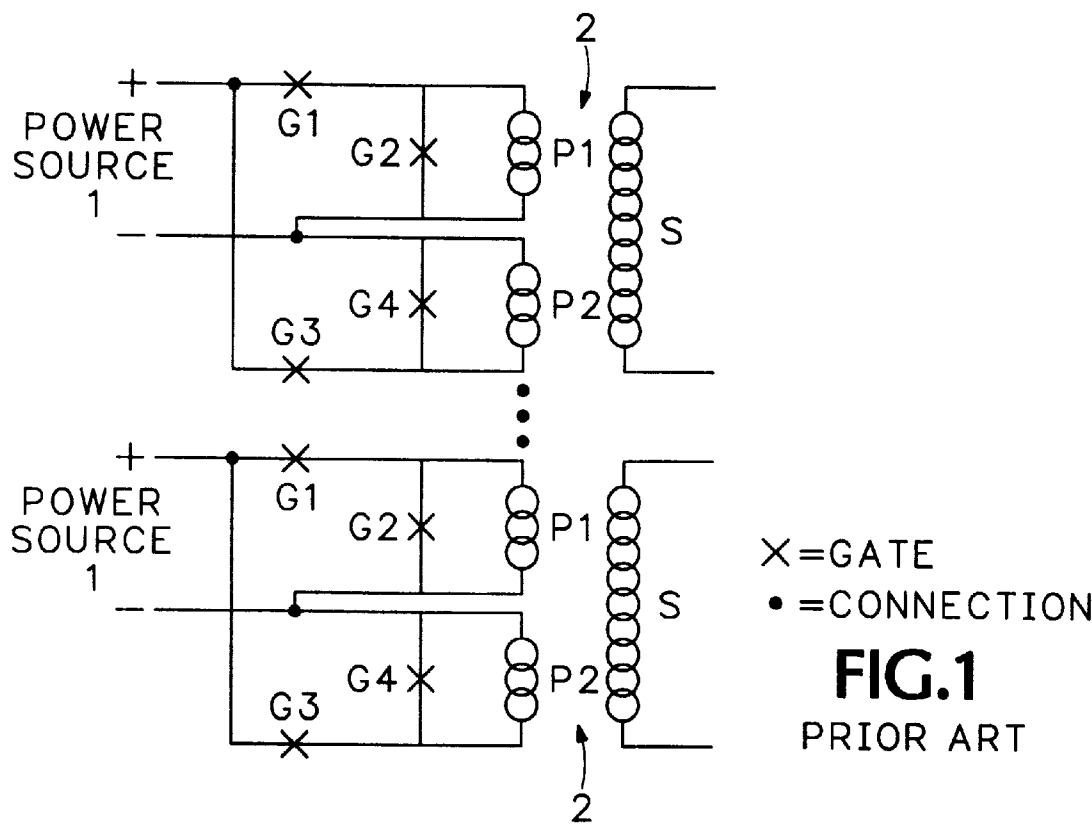 2
+
POWER
SOURCE
1
−
G1
G2
P1
S
G4
P2
G3
+
POWER
SOURCE
1
−
G1
G2
P1
S
G4
P2
G3
2
X =GATE
• =CONNECTION
FIG.1
PRIOR ART